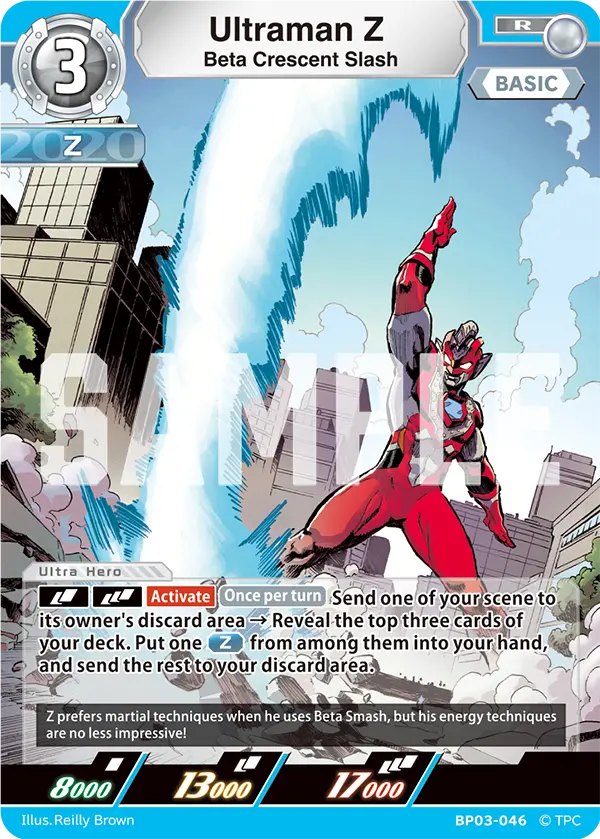 3
Ultraman Z
Beta Crescent Slash
R
BASIC
2020
Z
SAMPLE
Ultra Hero
Activate Once per turn Send one of your scene to
its owner's discard area → Reveal the top three cards of
your deck. Put one Z from among them into your hand,
and send the rest to your discard area.
Z prefers martial techniques when he uses Beta Smash, but his energy techniques
are no less impressive!
8000 13000 17000
Illus.Reilly Brown BP03-046 © TPC